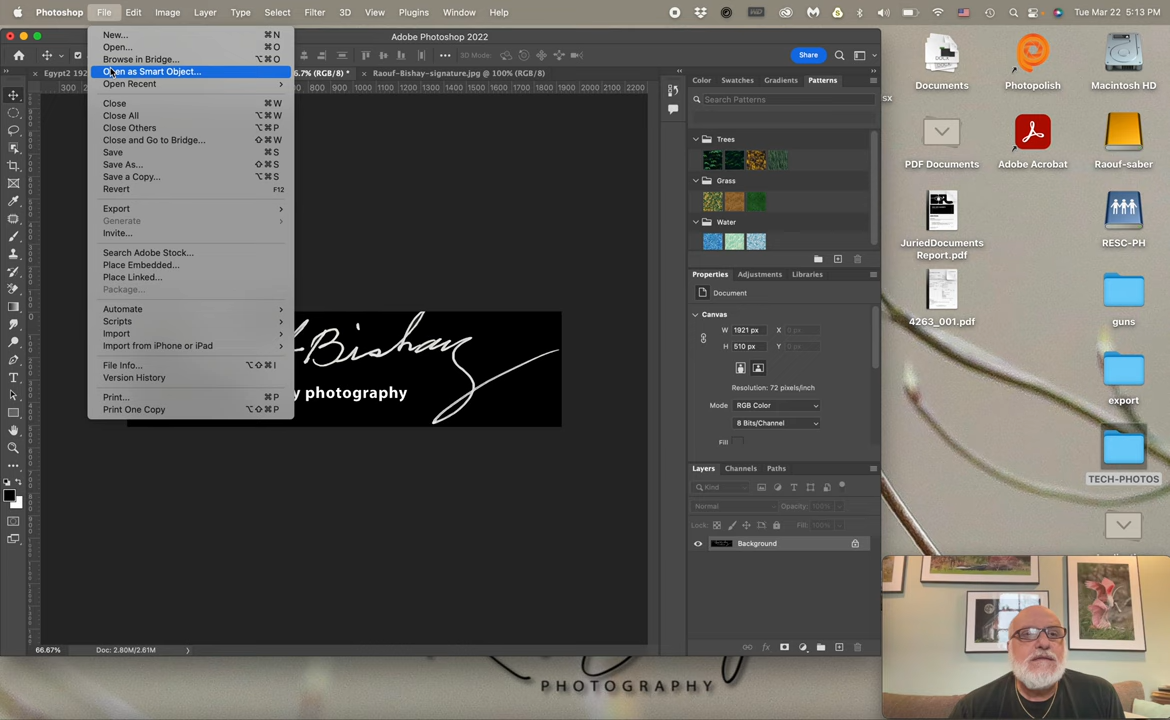 Photoshop File Edit Image Layer Type Select Filter 3D View Plugins Window Help Tue Mar 22 5:13 PM
Adobe Photoshop 2022
3D Mode: Share
Egypt2 192 6.7% (RGB/8) * × Raouf-Bishay-signature.jpg @ 100% (RGB/8)
300 2 800 900 1000 1100 1200 1300 1400 1500 1600 1700 1800 1900 2000 2100 2200
New... ⌘N
Open... ⌘O
Browse in Bridge... ⌥⌘O
Open as Smart Object...
Open Recent
Close ⌘W
Close All ⌥⌘W
Close Others ⌥⌘P
Close and Go to Bridge... ⇧⌘W
Save ⌘S
Save As... ⇧⌘S
Save a Copy... ⌥⌘S
Revert F12
Export
Generate
Invite...
Search Adobe Stock...
Place Embedded...
Place Linked...
Package...
Automate
Scripts
Import
Import from iPhone or iPad
File Info... ⌥⇧⌘I
Version History
Print... ⌘P
Print One Copy ⌥⇧⌘P
f Bishay
y photography
66.67% Doc: 2.80M/2.61M
Color Swatches Gradients Patterns
Search Patterns
Trees
Grass
Water
Properties Adjustments Libraries
Document
Canvas
W 1921 px X 0 px
H 510 px Y 0 px
Resolution: 72 pixels/inch
Mode RGB Color
8 Bits/Channel
Fill
Layers Channels Paths
Kind
Normal Opacity: 100%
Lock: Fill: 100%
Background
sx
Documents
Photopolish
Macintosh HD
PDF Documents
Adobe Acrobat
Raouf-saber
JuriedDocuments
Report.pdf
RESC-PH
4263_001.pdf
guns
export
TECH-PHOTOS
PHOTOGRAPHY